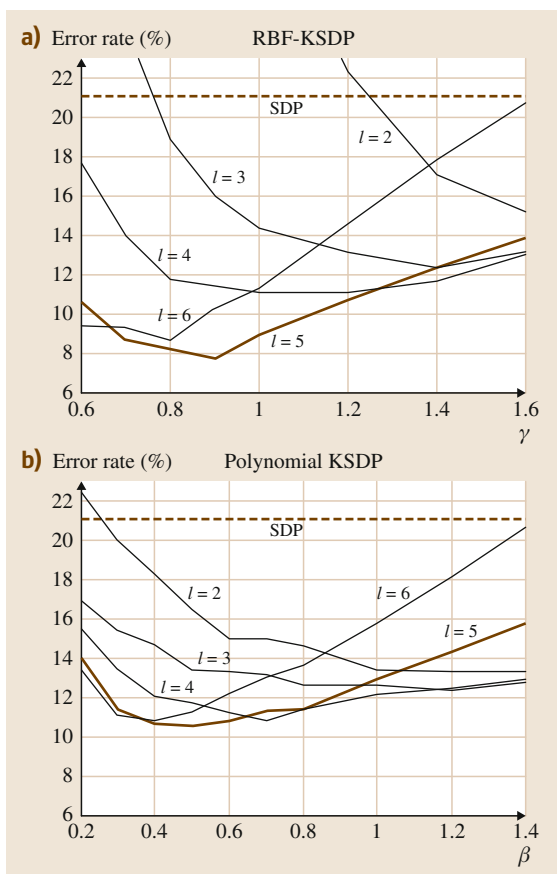 a) Error rate (%) RBF-KSDP
22
SDP
20
l = 2
18
l = 3
16
14
l = 4
12
10
l = 6
l = 5
8
6
0.6 0.8 1 1.2 1.4 1.6
γ
b) Error rate (%) Polynomial KSDP
22
SDP
20
18
l = 2 l = 6
16
l = 5
14
l = 3
l = 4
12
10
8
6
0.2 0.4 0.6 0.8 1 1.2 1.4
β